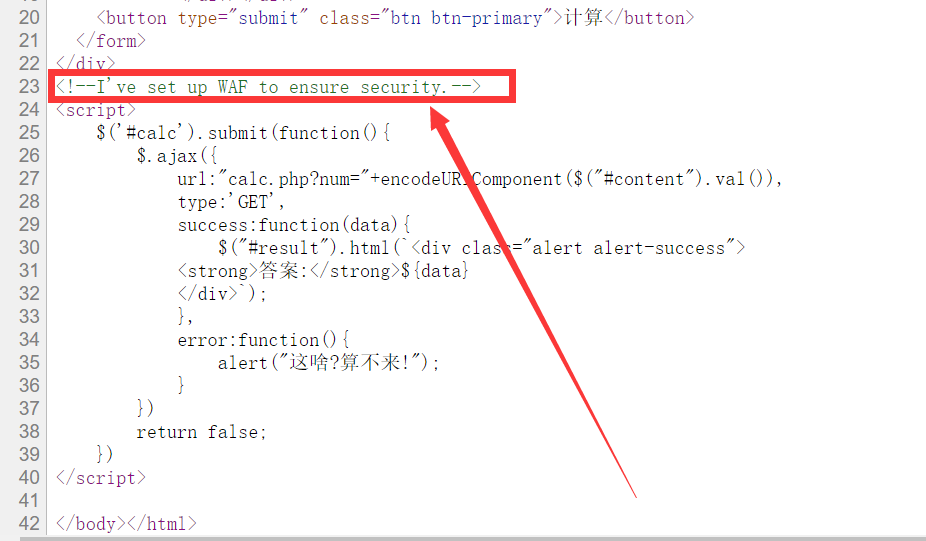 20 <button type="submit" class="btn btn-primary">计算</button>
21 </form>
22 </div>
23 <!--I've set up WAF to ensure security.-->
24 <script>
25 $('#calc').submit(function(){
26 $.ajax({
27 url:"calc.php?num="+encodeURIComponent($("#content").val()),
28 type:'GET',
29 success:function(data){
30 $("#result").html(`<div class="alert alert-success">
31 <strong>答案:</strong>${data}
32 </div>`);
33 },
34 error:function(){
35 alert("这啥?算不来!");
36 }
37 })
38 return false;
39 })
40 </script>
41
42 </body></html>